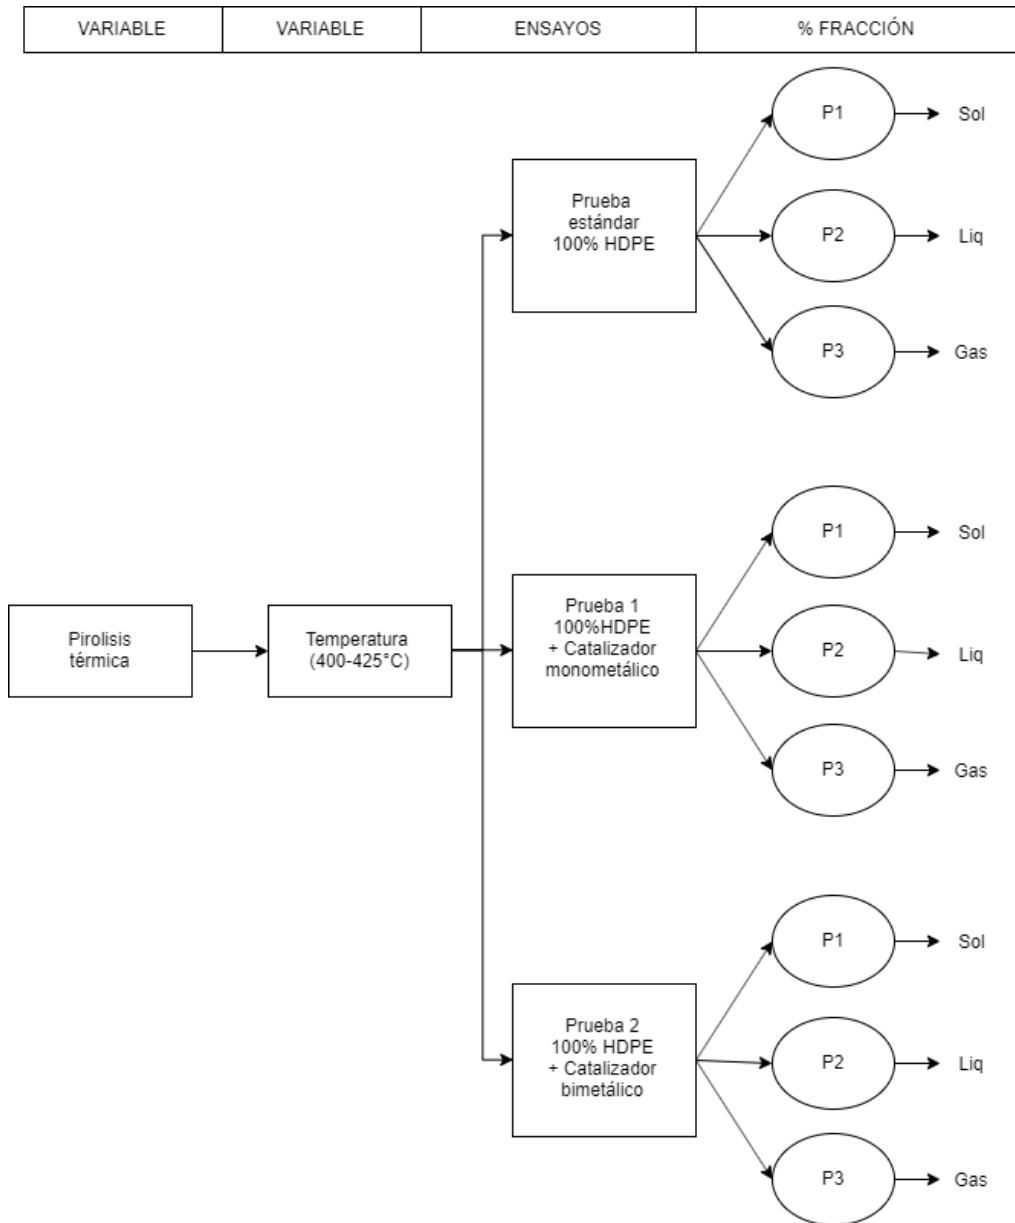 VARIABLE
VARIABLE
ENSAYOS
% FRACCIÓN
Pirolisis
térmica
Temperatura
(400-425°C)
Prueba
estándar
100% HDPE
P1
Sol
P2
Liq
P3
Gas
Prueba 1
100%HDPE
+ Catalizador
monometálico
P1
Sol
P2
Liq
P3
Gas
Prueba 2
100% HDPE
+ Catalizador
bimetálico
P1
Sol
P2
Liq
P3
Gas